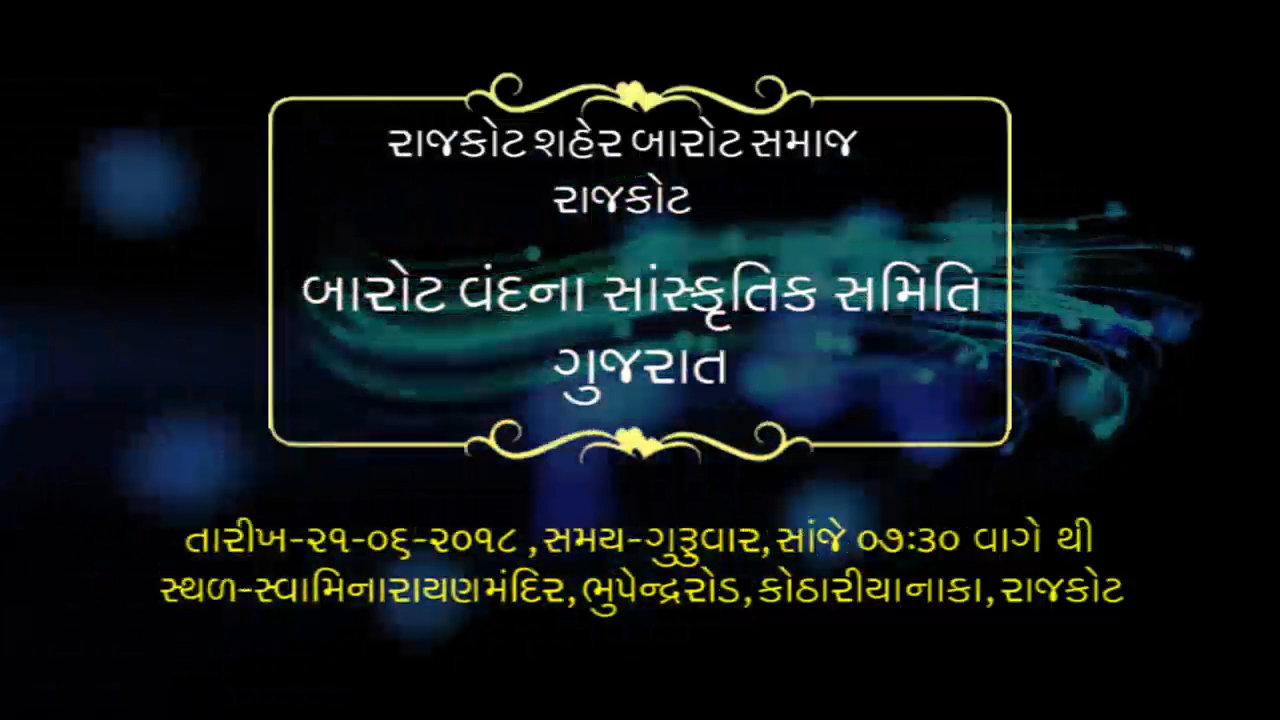 રાજકોટ શહેર બારોટ સમાજ
રાજકોટ
બારોટ વંદના સાંસ્કૃતિક સમિતિ
ગુજરાત
તારીખ-૨૧-૦૬-૨૦૧૮ ,સમય-ગુરૂવાર,સાંજે ૦૭:૩૦ વાગે થી
સ્થળ-સ્વામિનારાયણમંદિર,ભુપેન્દ્રરોડ,કોઠારીયાનાકા,રાજકોટ